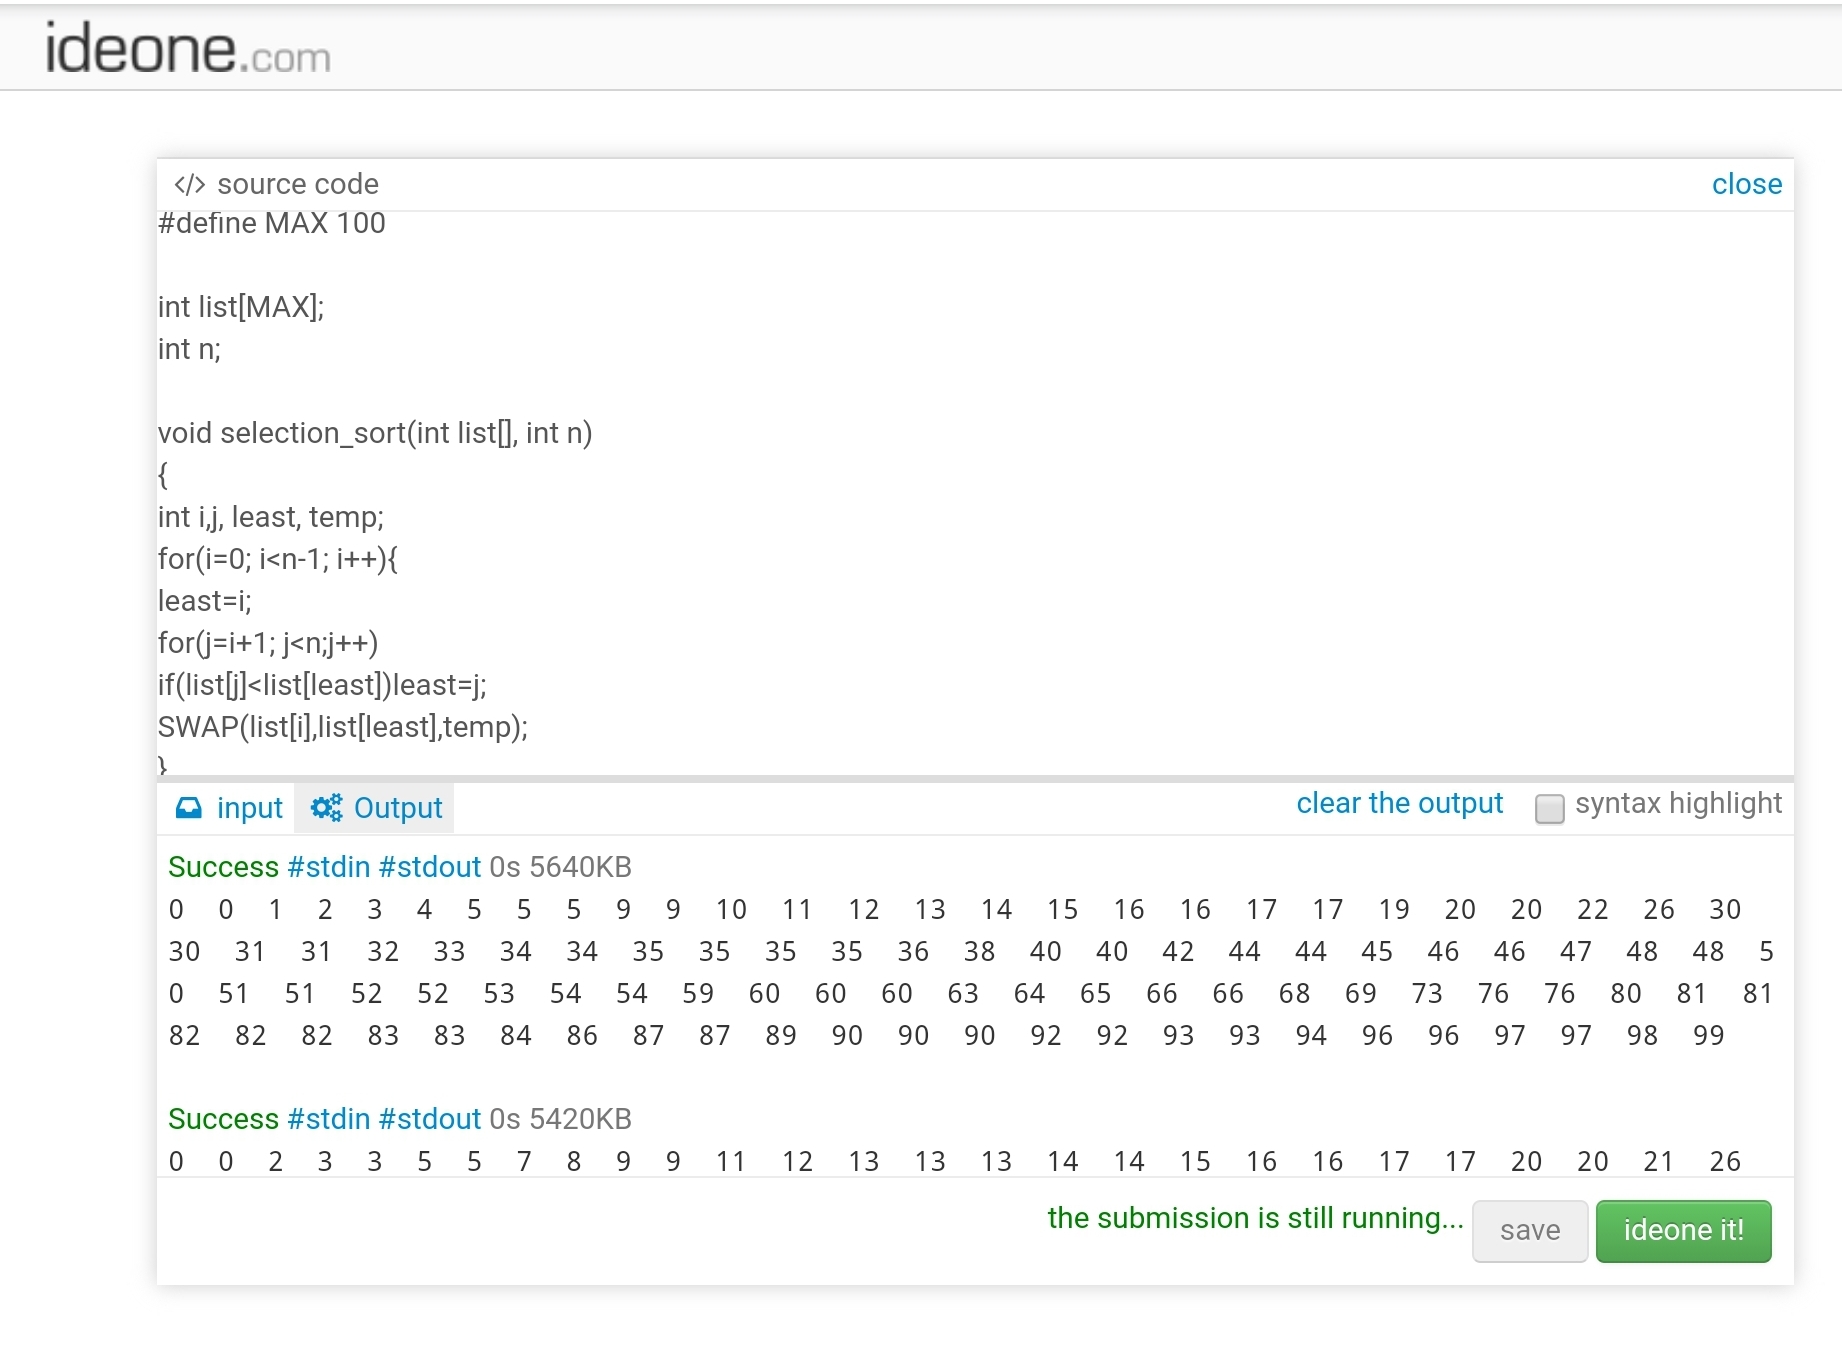 ideone.com
</> source code close
#define MAX 100
int list[MAX];
int n;
void selection_sort(int list[], int n)
{
int i,j, least, temp;
for(i=0; i<n-1; i++){
least=i;
for(j=i+1; j<n;j++)
if(list[j]<list[least])least=j;
SWAP(list[i],list[least],temp);
}
input Output clear the output syntax highlight
Success #stdin #stdout 0s 5640KB
0 0 1 2 3 4 5 5 5 9 9 10 11 12 13 14 15 16 16 17 17 19 20 20 22 26 30
30 31 31 32 33 34 34 35 35 35 35 36 38 40 40 42 44 44 45 46 46 47 48 48 5
0 51 51 52 52 53 54 54 59 60 60 60 63 64 65 66 66 68 69 73 76 76 80 81 81
82 82 82 83 83 84 86 87 87 89 90 90 90 92 92 93 93 94 96 96 97 97 98 99
Success #stdin #stdout 0s 5420KB
0 0 2 3 3 5 5 7 8 9 9 11 12 13 13 13 14 14 15 16 16 17 17 20 20 21 26
the submission is still running... save ideone it!